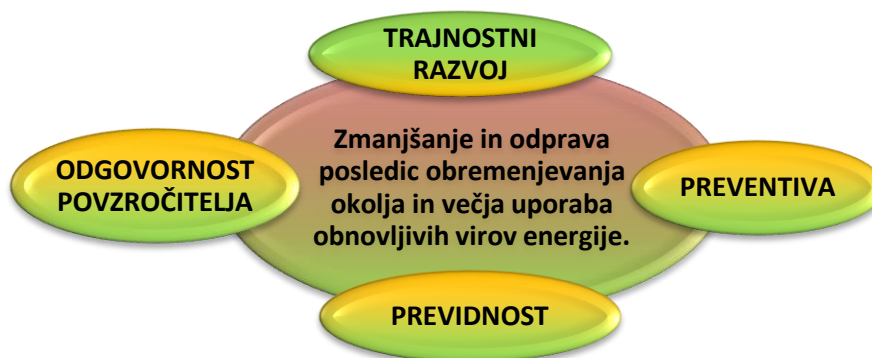 TRAJNOSTNI
RAZVOJ
Zmanjšanje in odprava
posledic obremenjevanja
okolja in večja uporaba
obnovljivih virov energije.
ODGOVORNOST
POVZROČITELJA
PREVENTIVA
PREVIDNOST